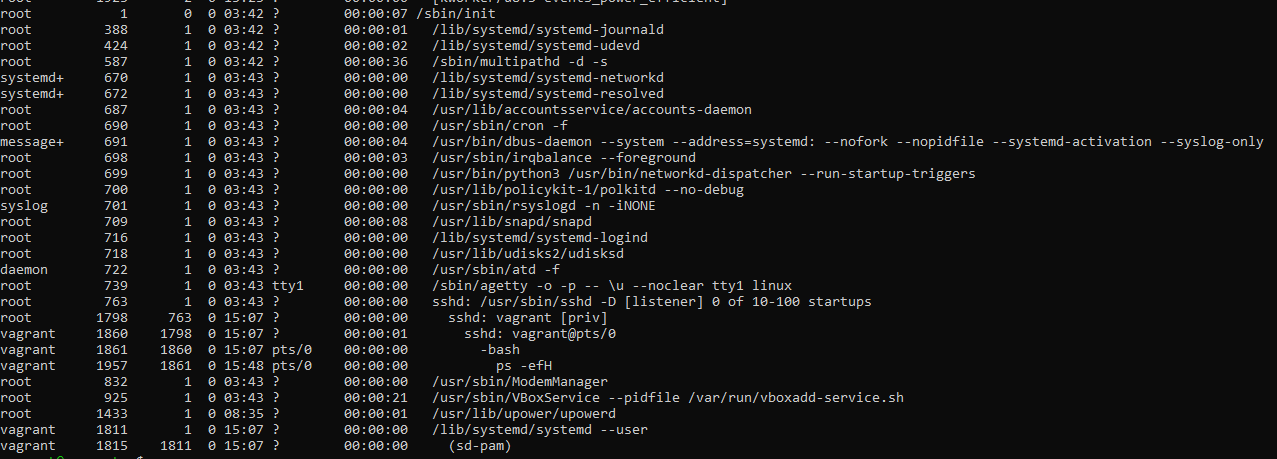 root 1 0 0 03:42 ? 00:00:07 /sbin/init
root 388 1 0 03:42 ? 00:00:01 /lib/systemd/systemd-journald
root 424 1 0 03:42 ? 00:00:02 /lib/systemd/systemd-udevd
root 587 1 0 03:42 ? 00:00:36 /sbin/multipathd -d -s
systemd+ 670 1 0 03:43 ? 00:00:00 /lib/systemd/systemd-networkd
systemd+ 672 1 0 03:43 ? 00:00:00 /lib/systemd/systemd-resolved
root 687 1 0 03:43 ? 00:00:04 /usr/lib/accountsservice/accounts-daemon
root 690 1 0 03:43 ? 00:00:00 /usr/sbin/cron -f
message+ 691 1 0 03:43 ? 00:00:04 /usr/bin/dbus-daemon --system --address=systemd: --nofork --nopidfile --systemd-activation --syslog-only
root 698 1 0 03:43 ? 00:00:03 /usr/sbin/irqbalance --foreground
root 699 1 0 03:43 ? 00:00:00 /usr/bin/python3 /usr/bin/networkd-dispatcher --run-startup-triggers
root 700 1 0 03:43 ? 00:00:00 /usr/lib/policykit-1/polkitd --no-debug
syslog 701 1 0 03:43 ? 00:00:00 /usr/sbin/rsyslogd -n -iNONE
root 709 1 0 03:43 ? 00:00:08 /usr/lib/snapd/snapd
root 716 1 0 03:43 ? 00:00:00 /lib/systemd/systemd-logind
root 718 1 0 03:43 ? 00:00:00 /usr/lib/udisks2/udisksd
daemon 722 1 0 03:43 ? 00:00:00 /usr/sbin/atd -f
root 739 1 0 03:43 tty1 00:00:00 /sbin/agetty -o -p -- \u --noclear tty1 linux
root 763 1 0 03:43 ? 00:00:00 sshd: /usr/sbin/sshd -D [listener] 0 of 10-100 startups
root 1798 763 0 15:07 ? 00:00:00 sshd: vagrant [priv]
vagrant 1860 1798 0 15:07 ? 00:00:01 sshd: vagrant@pts/0
vagrant 1861 1860 0 15:07 pts/0 00:00:00 -bash
vagrant 1957 1861 0 15:48 pts/0 00:00:00 ps -efH
root 832 1 0 03:43 ? 00:00:00 /usr/sbin/ModemManager
root 925 1 0 03:43 ? 00:00:21 /usr/sbin/VBoxService --pidfile /var/run/vboxadd-service.sh
root 1433 1 0 08:35 ? 00:00:01 /usr/lib/upower/upowerd
vagrant 1811 1 0 15:07 ? 00:00:00 /lib/systemd/systemd --user
vagrant 1815 1811 0 15:07 ? 00:00:00 (sd-pam)